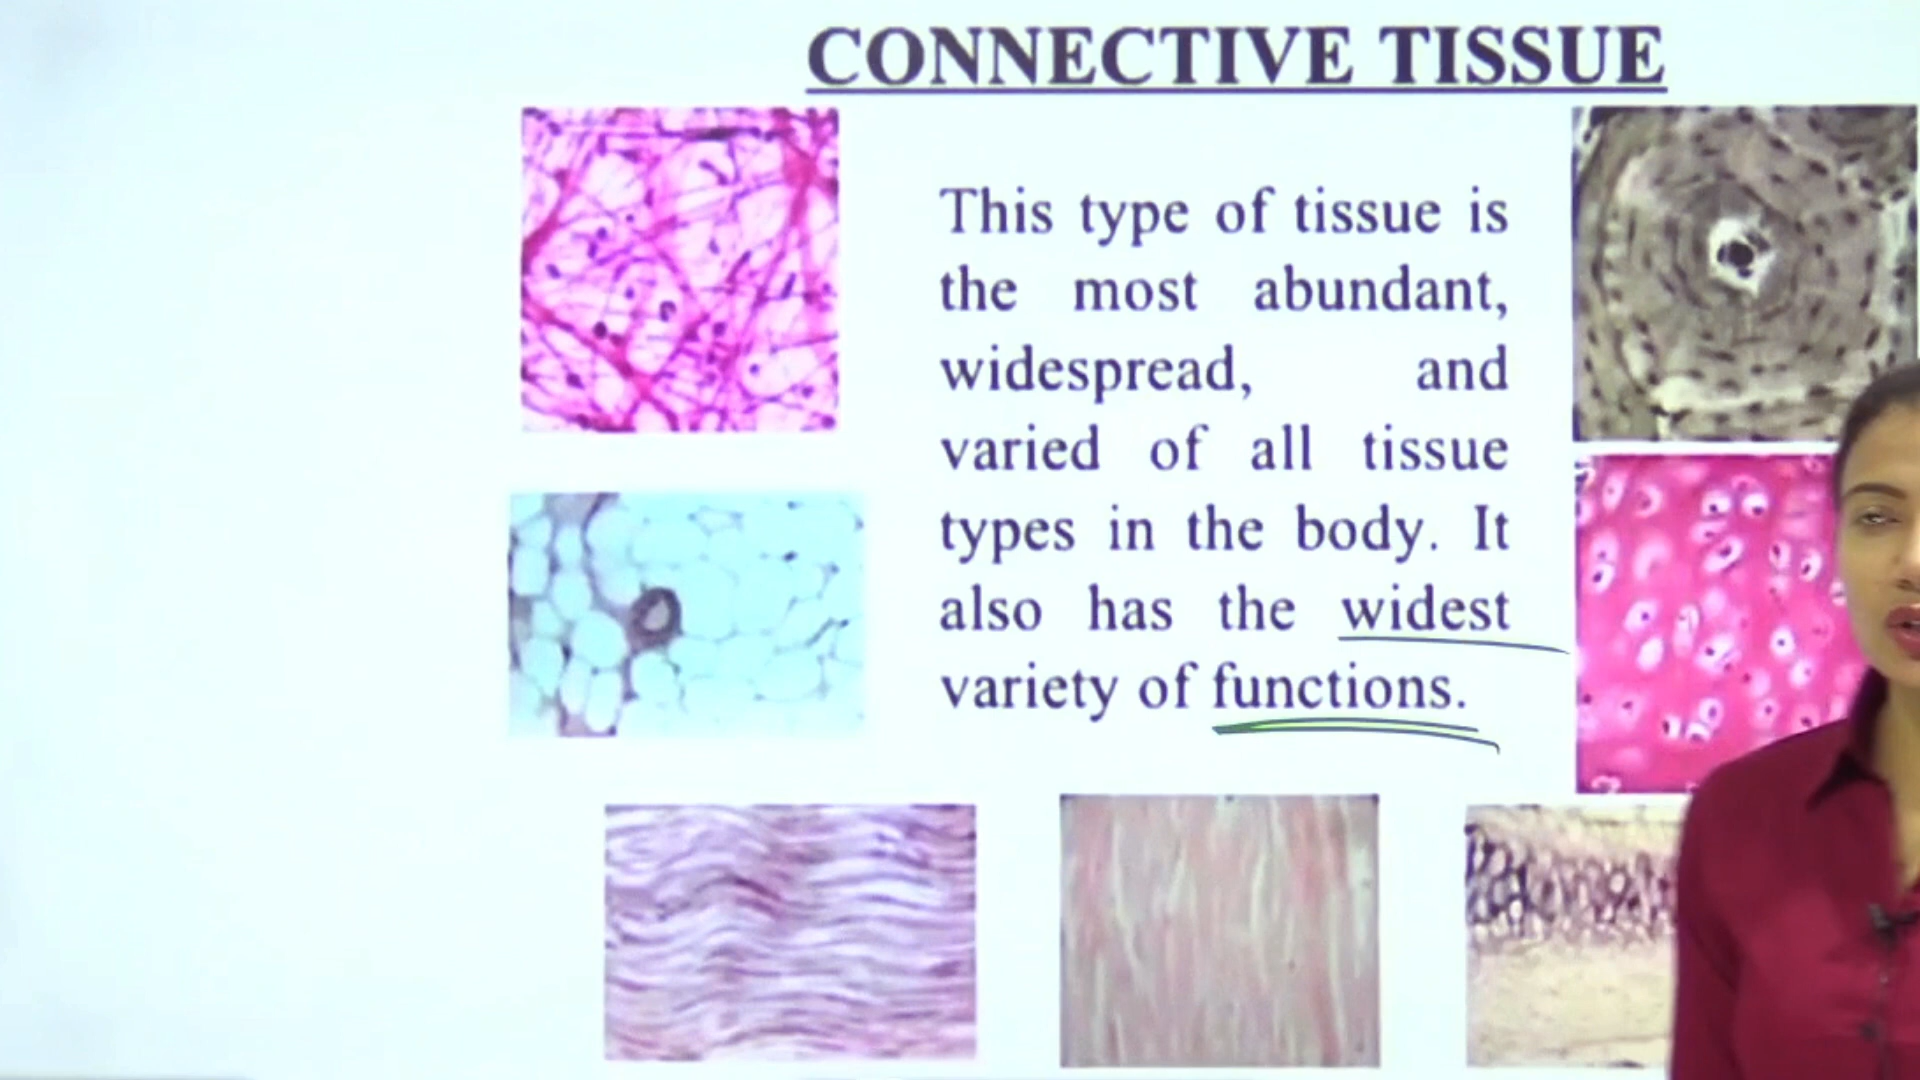 CONNECTIVE TISSUE
This type of tissue is
the most abundant,
widespread, and
varied of all tissue
types in the body. It
also has the widest
variety of functions.